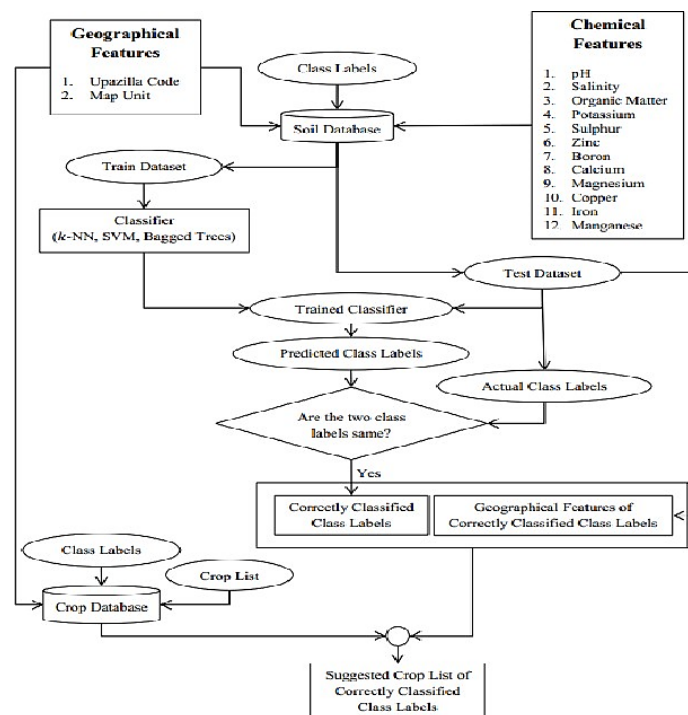 Geographical
Features
1. Upazilla Code
2. Map Unit
Class Labels
Soil Database
Chemical
Features
1. pH
2. Salinity
3. Organic Matter
4. Potassium
5. Sulphur
6. Zinc
7. Boron
8. Calcium
9. Magnesium
10. Copper
11. Iron
12. Manganese
Train Dataset
Classifier
(k-NN, SVM, Bagged Trees)
Test Dataset
Trained Classifier
Predicted Class Labels
Actual Class Labels
Are the two class
labels same?
Yes
Correctly Classified
Class Labels
Geographical Features of
Correctly Classified Class Labels
Class Labels
Crop List
Crop Database
Suggested Crop List of
Correctly Classified
Class Labels